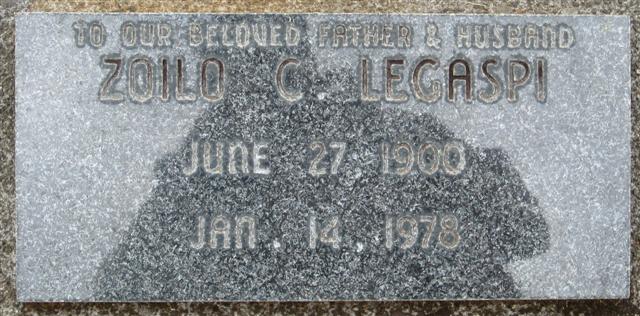 TO OUR BELOVED FATHER & HUSBAND
ZOILO C LEGASPI
JUNE 27 1900
JAN. 14 1978